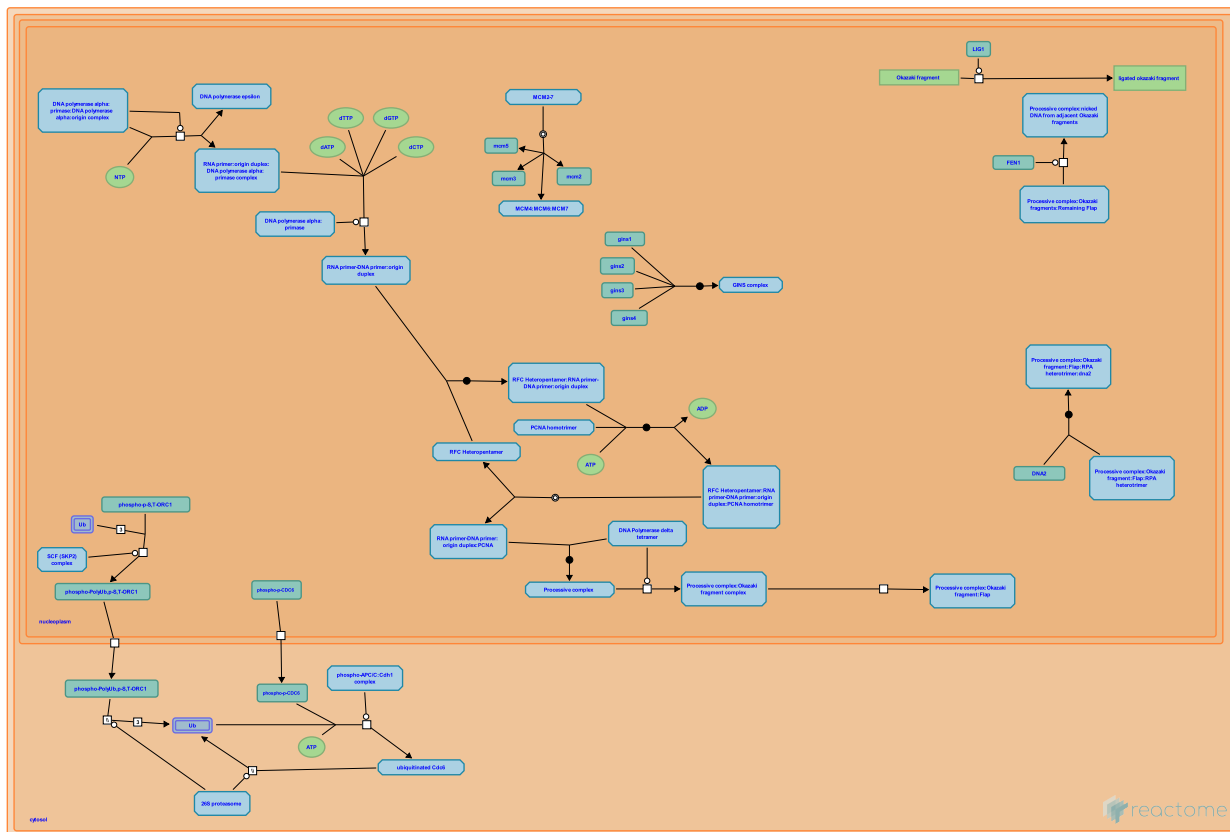 LIG1
Okazaki fragment
ligated okazaki fragment
DNA polymerase alpha:
primase:DNA polymerase
alpha:origin complex
DNA polymerase epsilon
NTP
RNA primer:origin duplex:
DNA polymerase alpha:
primase complex
dTTP
dGTP
dATP
dCTP
MCM2-7
mcm5
mcm3
mcm2
MCM4:MCM6:MCM7
Processive complex:nicked
DNA from adjacent Okazaki
fragments
FEN1
Processive complex:Okazaki
fragments:Remaining Flap
DNA polymerase alpha:
primase
RNA primer-DNA primer:origin
duplex
gins1
gins2
gins3
gins4
GINS complex
RFC Heteropentamer:RNA primer-
DNA primer:origin duplex
PCNA homotrimer
ATP
ADP
RFC Heteropentamer
RFC Heteropentamer:RNA
primer-DNA primer:origin
duplex:PCNA homotrimer
Processive complex:Okazaki
fragment:Flap:RPA
heterotrimer:dna2
DNA2
Processive complex:Okazaki
fragment:Flap:RPA
heterotrimer
RNA primer-DNA primer:
origin duplex:PCNA
DNA Polymerase delta
tetramer
Processive complex
Processive complex:Okazaki
fragment complex
Processive complex:Okazaki
fragment:Flap
phospho-p-S,T-ORC1
Ub
3
SCF (SKP2)
complex
phospho-PolyUb,p-S,T-ORC1
phospho-p-CDC6
nucleoplasm
phospho-PolyUb,p-S,T-ORC1
phospho-p-CDC6
phospho-APC/C:Cdh1
complex
3
Ub
ATP
ubiquitinated Cdc6
26S proteasome
cytosol
reactome